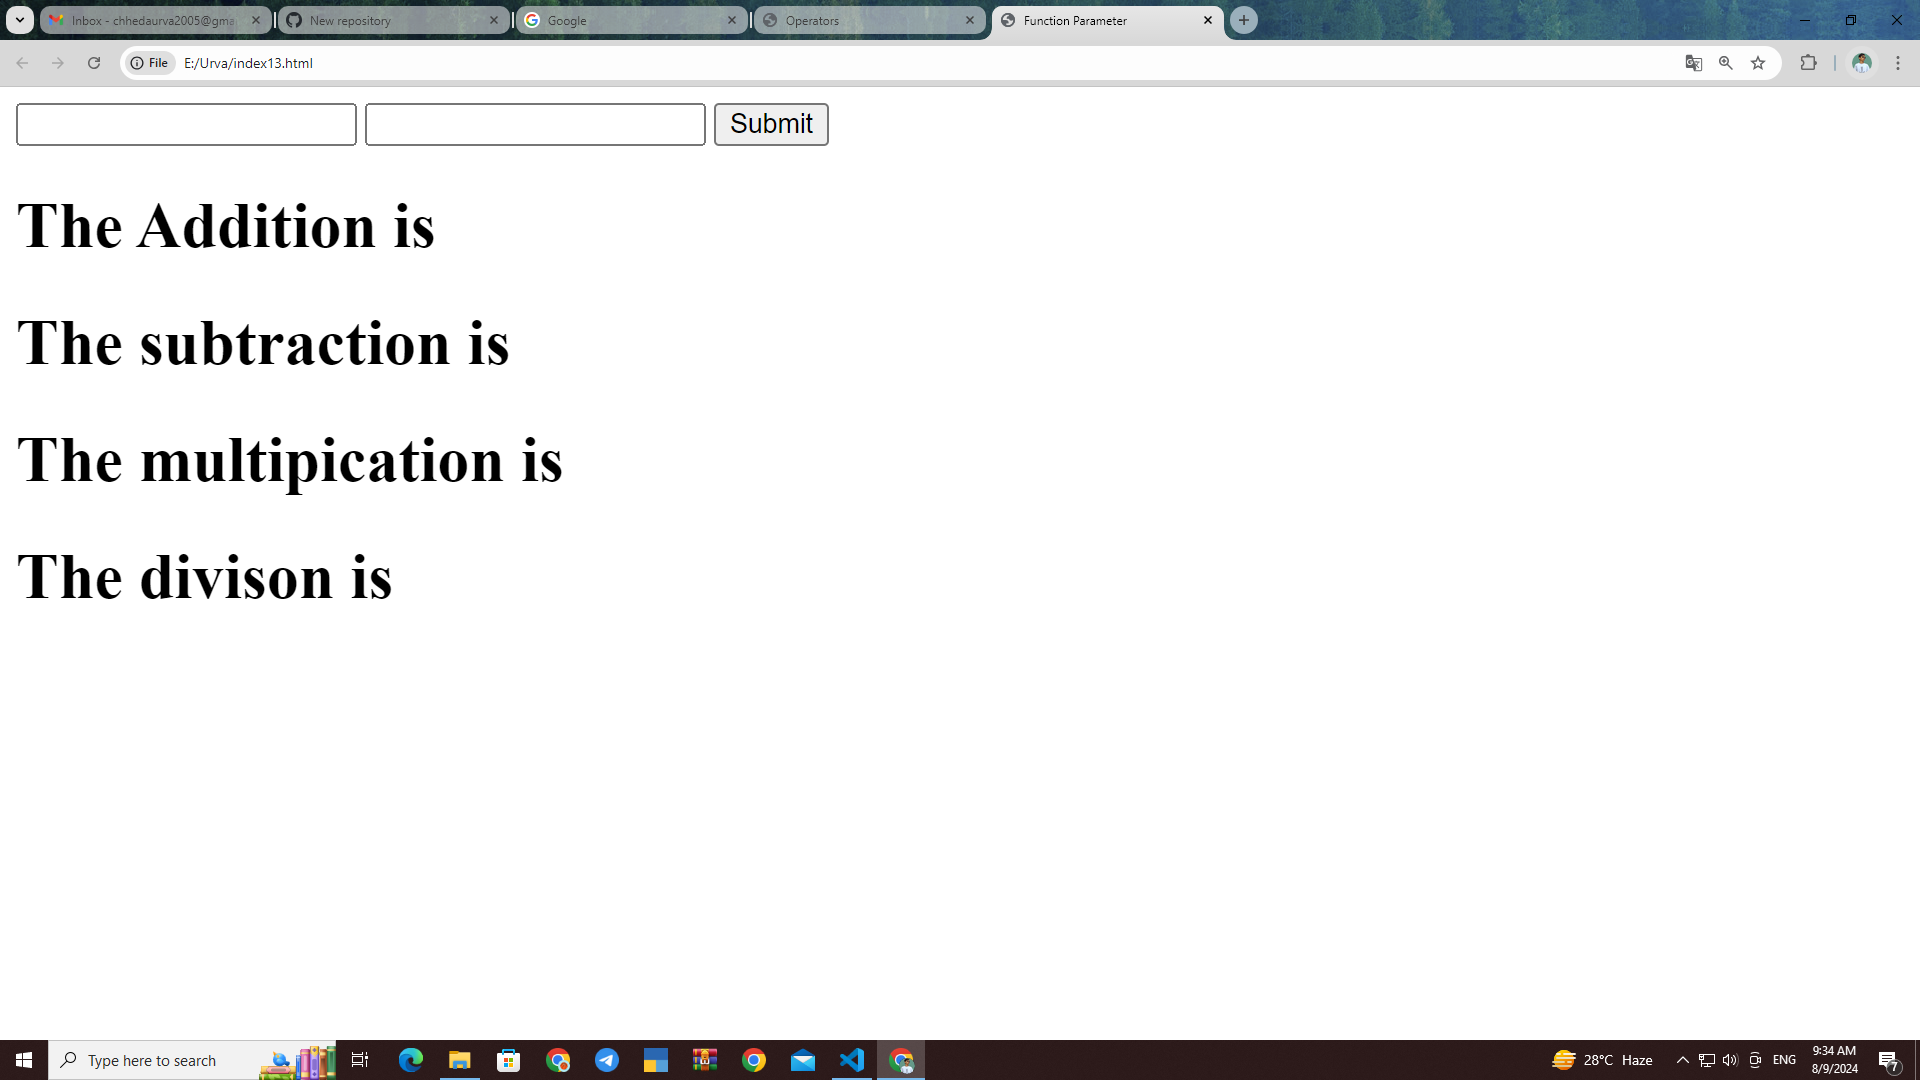 Inbox - chhedaurva2005@gma
New repository
Google
Operators
Function Parameter
File
E:/Urva/index13.html
Submit
The Addition is
The subtraction is
The multipication is
The divison is
Type here to search
28°C Haze
ENG
9:34 AM
8/9/2024
7